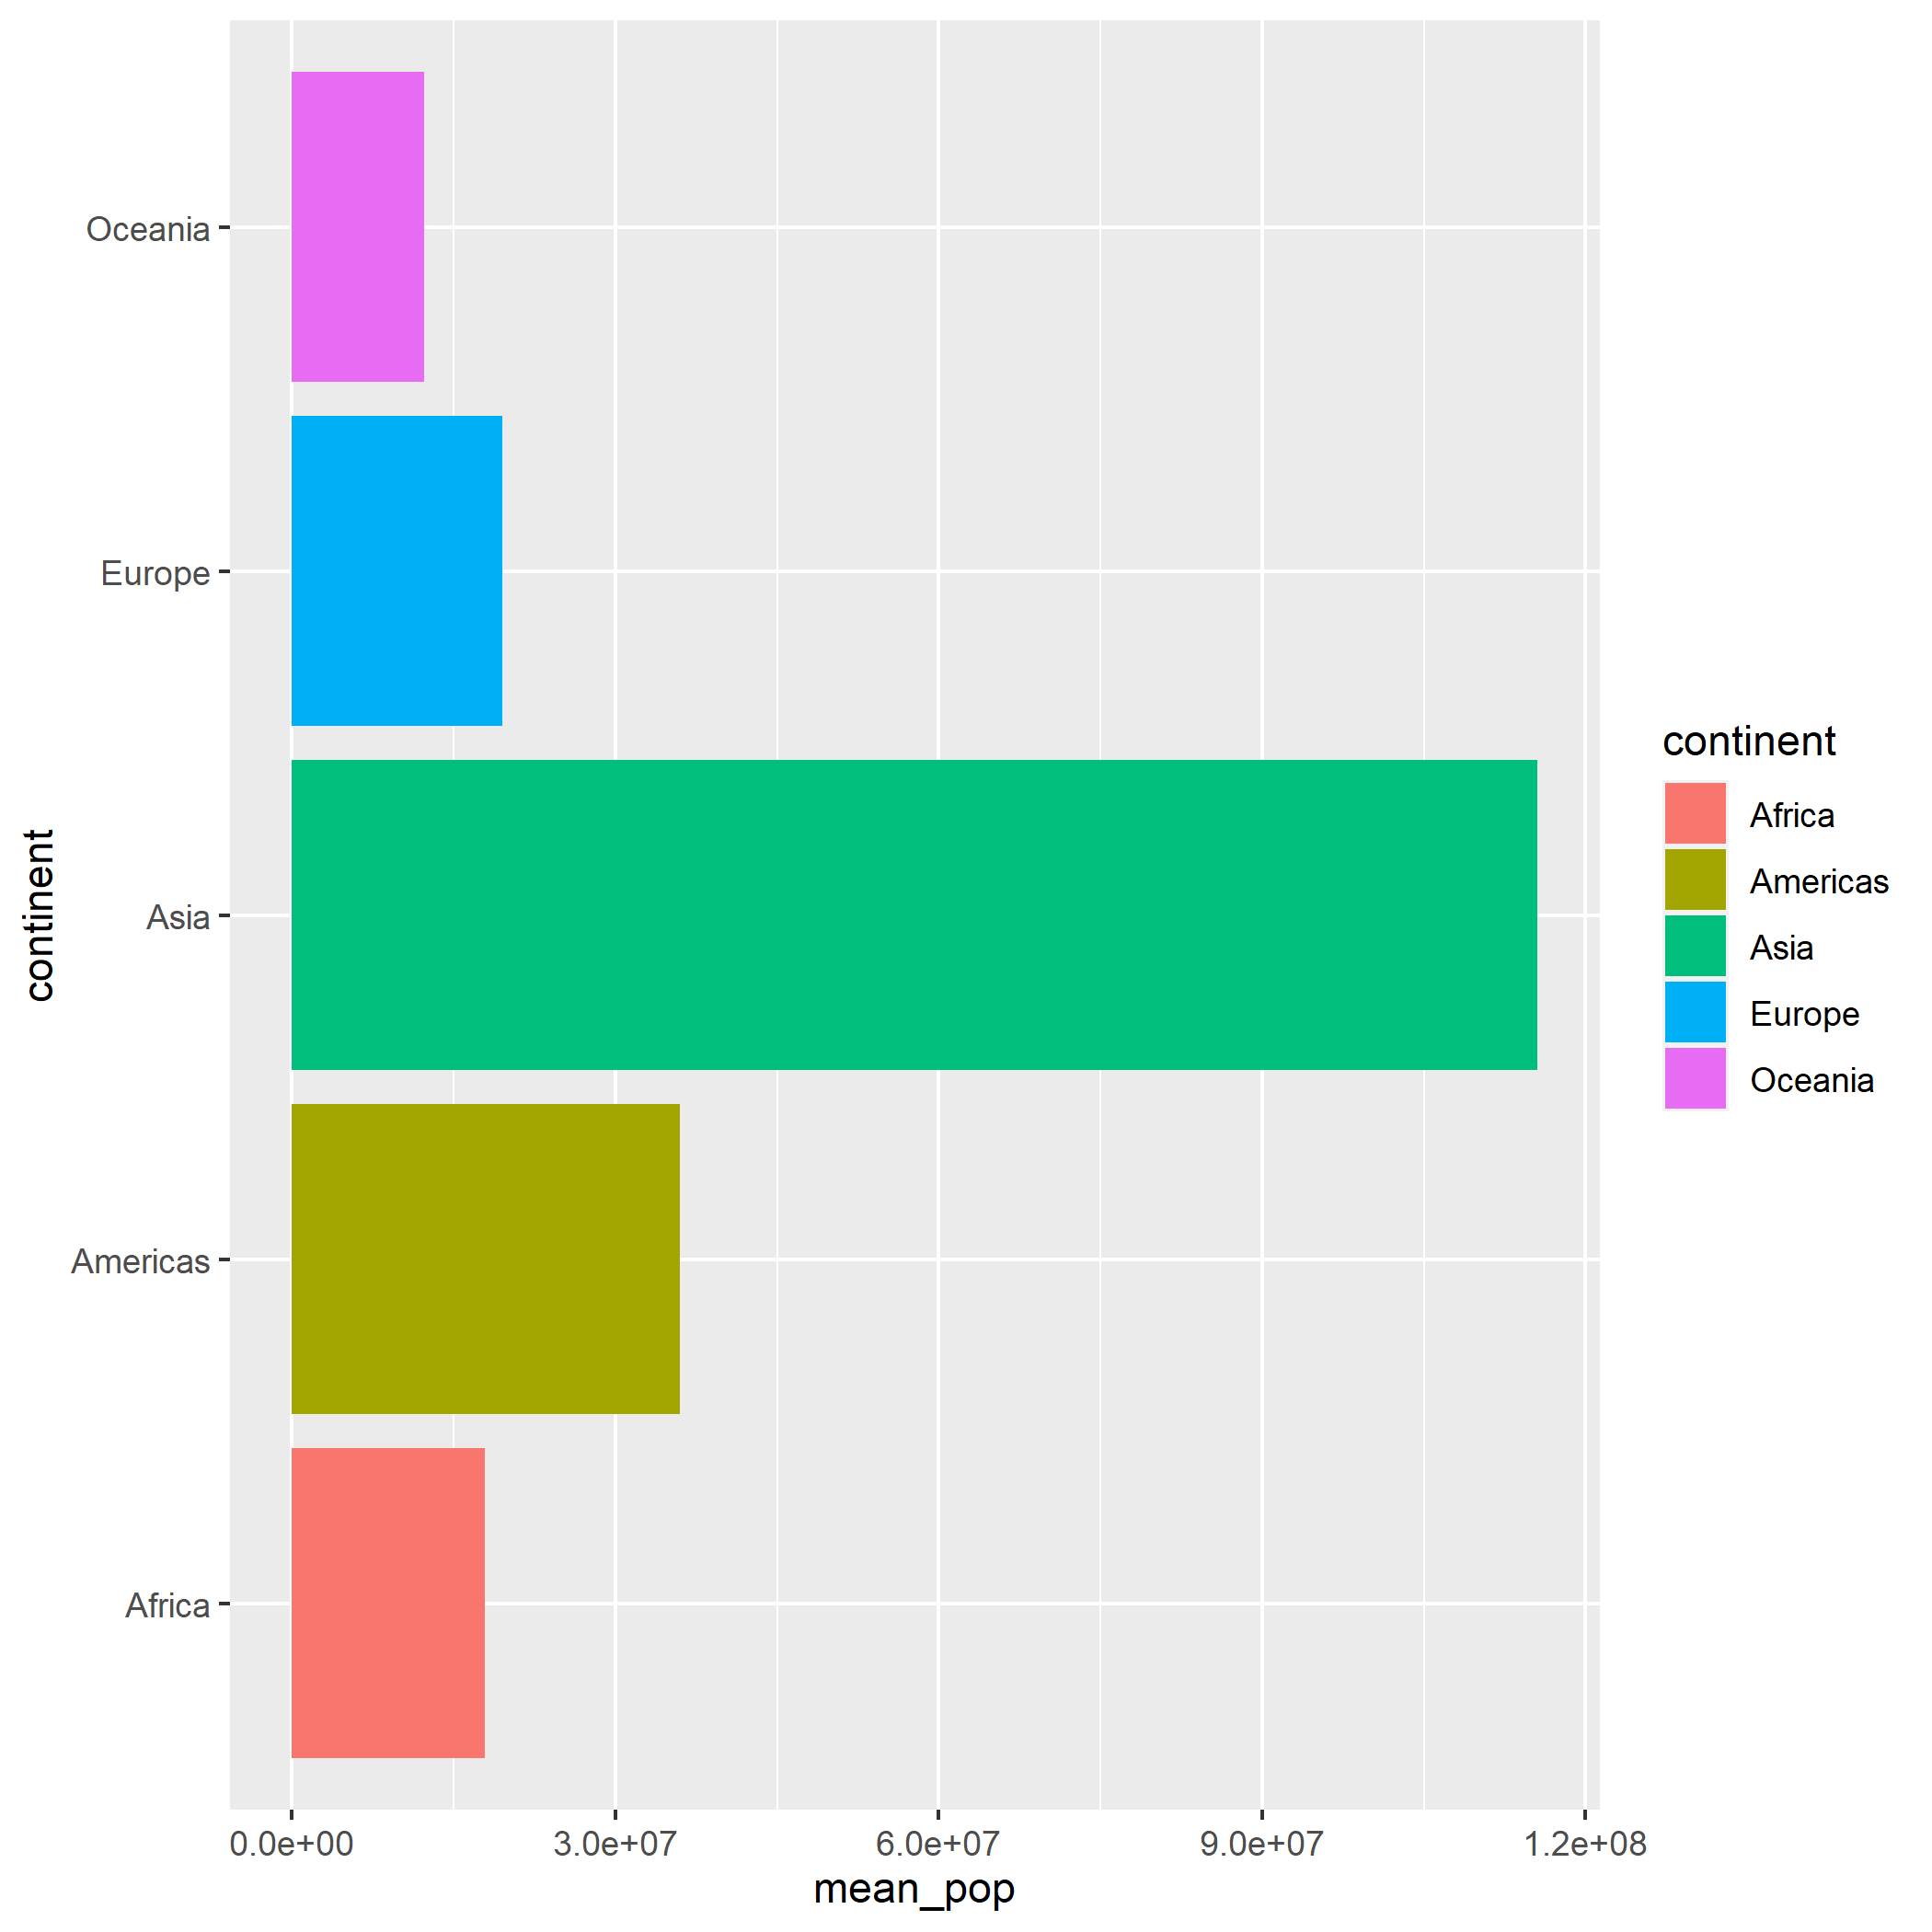 Oceania
Europe
Asia
Americas
Africa
continent
0.0e+00 3.0e+07 6.0e+07 9.0e+07 1.2e+08
mean_pop
continent
Africa
Americas
Asia
Europe
Oceania